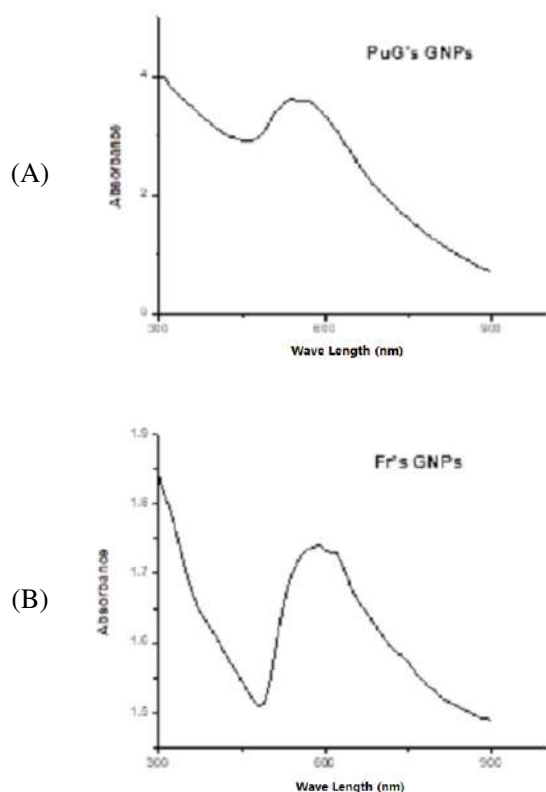 PuG's GNPs
4
(A)
Absorbance
2
0
300
600
900
Wave Length (nm)
1.9
Fr's GNPs
1.8
1.7
(B)
Absorbance
1.6
1.5
300
600
900
Wave Length (nm)